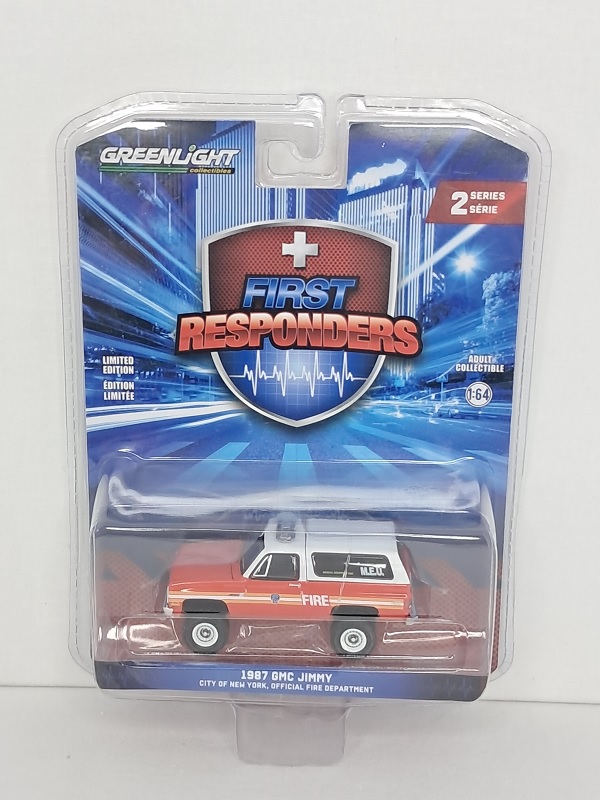 GREENLIGHT
collectibles
2 SERIES
SÉRIE
FIRST
RESPONDERS
LIMITED
EDITION
ÉDITION
LIMITÉE
ADULT
COLLECTIBLE
1:64
M.E.U.
FIRE
1987 GMC JIMMY
CITY OF NEW YORK, OFFICIAL FIRE DEPARTMENT